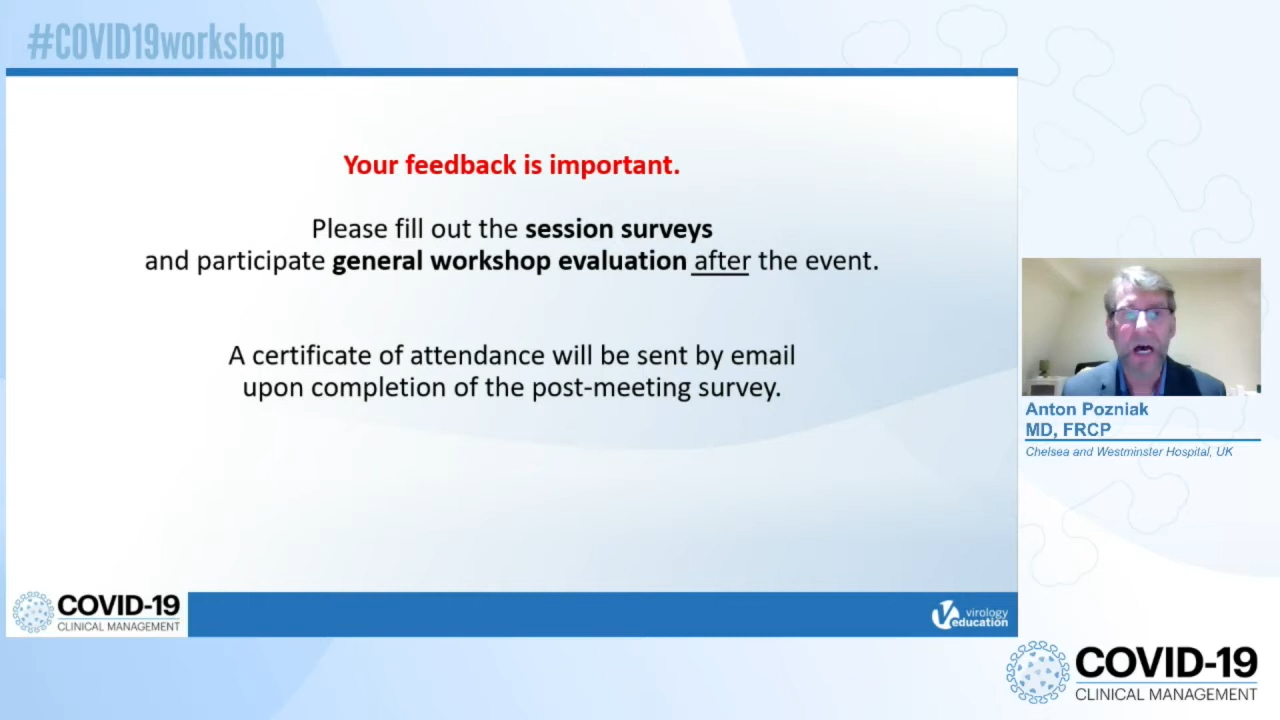 #COVID19workshop
Your feedback is important.
Please fill out the session surveys
and participate general workshop evaluation after the event.
A certificate of attendance will be sent by email
upon completion of the post-meeting survey.
Anton Pozniak
MD, FRCP
Chelsea and Westminster Hospital, UK
COVID-19
CLINICAL MANAGEMENT
virology
education
COVID-19
CLINICAL MANAGEMENT